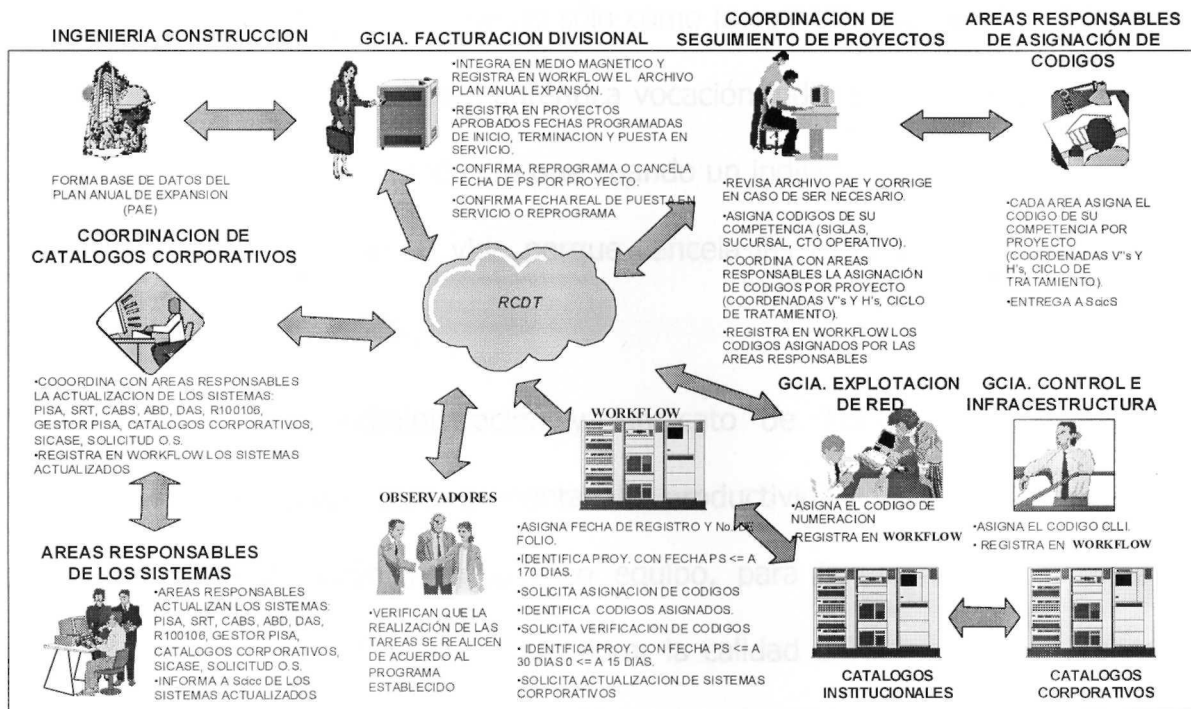 INGENIERIA CONSTRUCCION
FORMA BASE DE DATOS DEL
PLAN ANUAL DE EXPANSION
(PAE)
GCIA. FACTURACION DIVISIONAL
•INTEGRA EN MEDIO MAGNETICO Y
REGISTRA EN WORKFLOW EL ARCHIVO
PLAN ANUAL EXPANSÓN.
•REGISTRA EN PROYECTOS
APROBADOS FECHAS PROGRAMADAS
DE INICIO, TERMINACION Y PUESTA EN
SERVICIO.
•CONFIRMA, REPROGRAMA O CANCELA
FECHA DE PS POR PROYECTO.
•CONFIRMA FECHA REAL DE PUESTA EN
SERVICIO O REPROGRAMA
COORDINACION DE
SEGUIMIENTO DE PROYECTOS
•REVISA ARCHIVO PAE Y CORRIGE
EN CASO DE SER NECESARIO.
•ASIGNA CODIGOS DE SU
COMPETENCIA (SIGLAS,
SUCURSAL, CTO OPERATIVO).
•COORDINA CON AREAS
RESPONSABLES LA ASIGNACIÓN
DE CODIGOS POR PROYECTO
(COORDENADAS V"s Y H's, CICLO
DE TRATAMIENTO).
•REGISTRA EN WORKFLOW LOS
CODIGOS ASIGNADOS POR LAS
AREAS RESPONSABLES
AREAS RESPONSABLES
DE ASIGNACIÓN DE
CODIGOS
•CADA AREA ASIGNA EL
CODIGO DE SU
COMPETENCIA POR
PROYECTO
(COORDENADAS V"s Y
H's, CICLO DE
TRATAMIENTO).
•ENTREGA A ScicS
COORDINACION DE
CATALOGOS CORPORATIVOS
•COOORDINA CON AREAS RESPONSABLES
LA ACTUALIZACION DE LOS SISTEMAS:
PISA, SRT, CABS, ABD, DAS, R100106,
GESTOR PISA, CATALOGOS CORPORATIVOS,
SICASE, SOLICITUD O.S.
•REGISTRA EN WORKFLOW LOS SISTEMAS
ACTUALIZADOS
RCDT
AREAS RESPONSABLES
DE LOS SISTEMAS
•AREAS RESPONSABLES
ACTUALIZAN LOS SISTEMAS:
PISA, SRT, CABS, ABD, DAS,
R100106, GESTOR PISA,
CATALOGOS CORPORATIVOS,
SICASE, SOLICITUD O.S.
•INFORMA A Scicc DE LOS
SISTEMAS ACTUALIZADOS
OBSERVADORES
•VERIFICAN QUE LA
REALIZACIÓN DE LAS
TAREAS SE REALICEN
DE ACUERDO AL
PROGRAMA
ESTABLECIDO
WORKFLOW
•ASIGNA FECHA DE REGISTRO Y No. DE
FOLIO.
•IDENTIFICA PROY. CON FECHA PS <= A
170 DIAS.
•SOLICITA ASIGNACION DE CODIGOS
•IDENTIFICA CODIGOS ASIGNADOS.
•SOLICITA VERIFICACION DE CODIGOS
• IDENTIFICA PROY. CON FECHA PS <= A
30 DIAS 0 <= A 15 DIAS.
•SOLICITA ACTUALIZACION DE SISTEMAS
CORPORATIVOS
GCIA. EXPLOTACION
DE RED
•ASIGNA EL CODIGO DE
NUMERACION
•REGISTRA EN WORKFLOW
GCIA. CONTROL E
INFRACESTRUCTURA
•ASIGNA EL CODIGO CLLI.
• REGISTRA EN WORKFLOW
CATALOGOS
INSTITUCIONALES
CATALOGOS
CORPORATIVOS